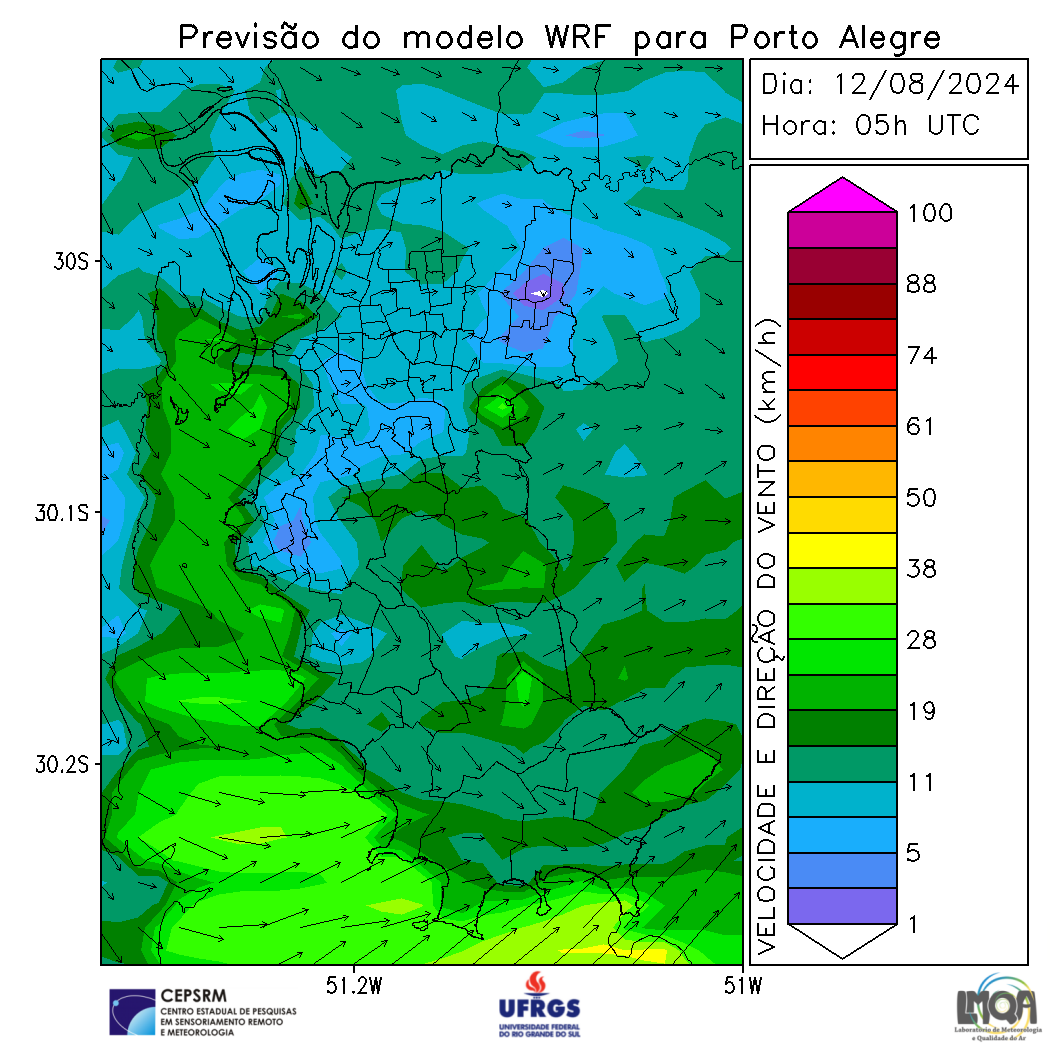 Previsão do modelo WRF para Porto Alegre
Dia: 12/08/2024
Hora: 05h UTC
30S
30.1S
30.2S
51.2W
51W
VELOCIDADE E DIREÇÃO DO VENTO (km/h)
100
88
74
61
50
38
28
19
11
5
1
CEPSRM
CENTRO ESTADUAL DE PESQUISAS
EM SENSORIAMENTO REMOTO
E METEOROLOGIA
UFRGS
UNIVERSIDADE FEDERAL
DO RIO GRANDE DO SUL
LMQA
Laboratório de Meteorologia
e Qualidade do Ar